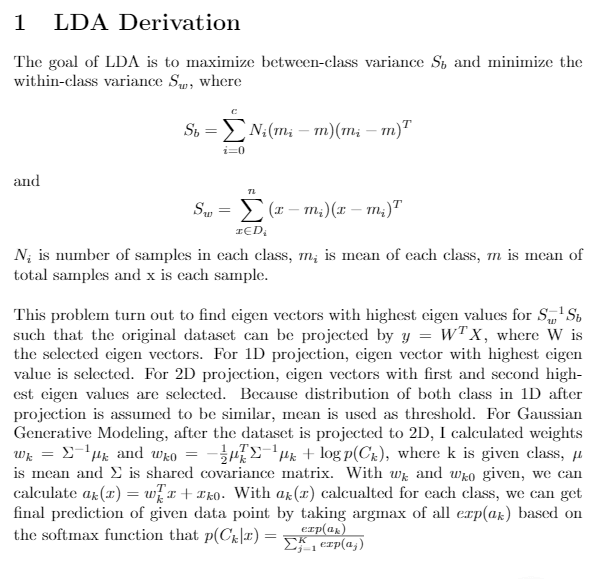 1 LDA Derivation
The goal of LDA is to maximize between-class variance S_b and minimize the
within-class variance S_w, where
S_b = \sum_{i=0}^{c} N_i(m_i − m)(m_i − m)^T
and
S_w = \sum_{x∈D_i}^{n} (x − m_i)(x − m_i)^T
N_i is number of samples in each class, m_i is mean of each class, m is mean of
total samples and x is each sample.
This problem turn out to find eigen vectors with highest eigen values for S_w^{−1}S_b
such that the original dataset can be projected by y = W^T X, where W is
the selected eigen vectors. For 1D projection, eigen vector with highest eigen
value is selected. For 2D projection, eigen vectors with first and second high-
est eigen values are selected. Because distribution of both class in 1D after
projection is assumed to be similar, mean is used as threshold. For Gaussian
Generative Modeling, after the dataset is projected to 2D, I calculated weights
w_k = Σ^{−1}μ_k and w_{k0} = −\frac{1}{2}μ_k^T Σ^{−1}μ_k + log p(C_k), where k is given class, μ
is mean and Σ is shared covariance matrix. With w_k and w_{k0} given, we can
calculate a_k(x) = w_k^T x + x_{k0}. With a_k(x) calcualted for each class, we can get
final prediction of given data point by taking argmax of all exp(a_k) based on
the softmax function that p(C_k|x) = \frac{exp(a_k)}{\sum_{j=1}^{K} exp(a_j)}